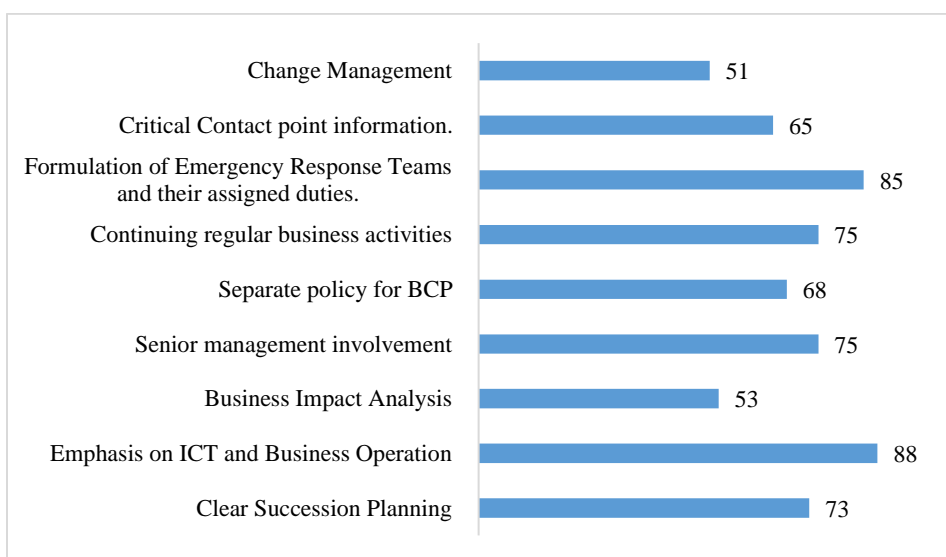 Change Management
51
Critical Contact point information.
65
Formulation of Emergency Response Teams
and their assigned duties.
85
Continuing regular business activities
75
Separate policy for BCP
68
Senior management involvement
75
Business Impact Analysis
53
Emphasis on ICT and Business Operation
88
Clear Succession Planning
73